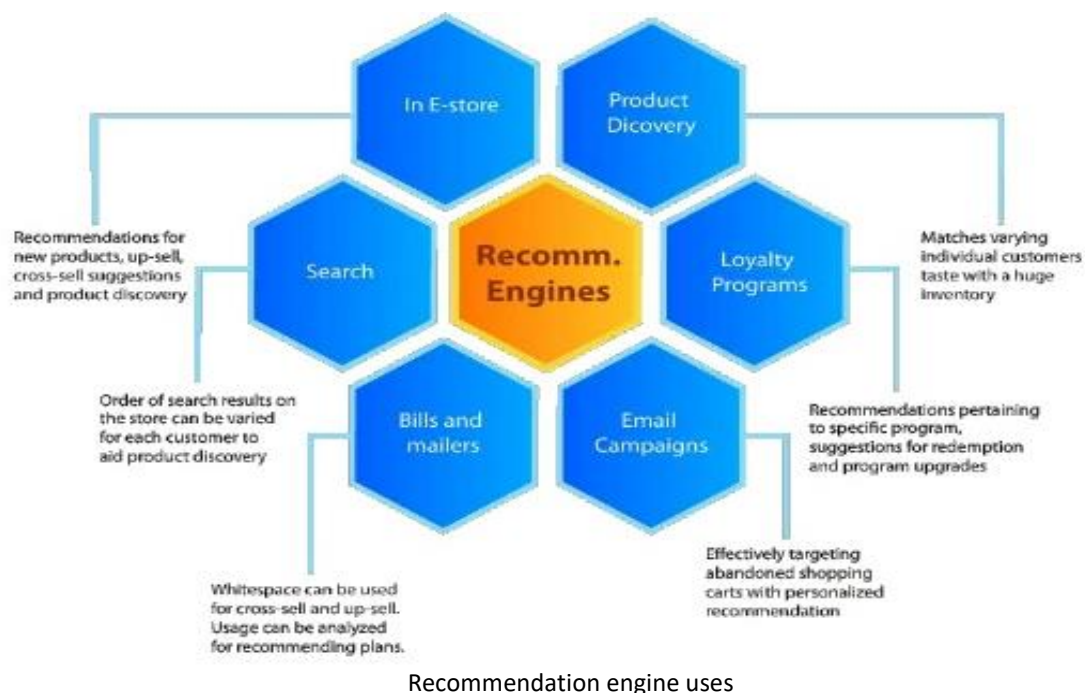 In E-store
Product
Dicovery
Search
Recomm.
Engines
Loyalty
Programs
Bills and
mailers
Email
Campaigns
Recommendations for
new products, up-sell,
cross-sell suggestions
and product discovery
Matches varying
individual customers
taste with a huge
inventory
Order of search results on
the store can be varied
for each customer to
aid product discovery
Recommendations pertaining
to specific program,
suggestions for redemption
and program upgrades
Whitespace can be used
for cross-sell and up-sell.
Usage can be analyzed
for recommending plans.
Effectively targeting
abandoned shopping
carts with personalized
recommendation
Recommendation engine uses